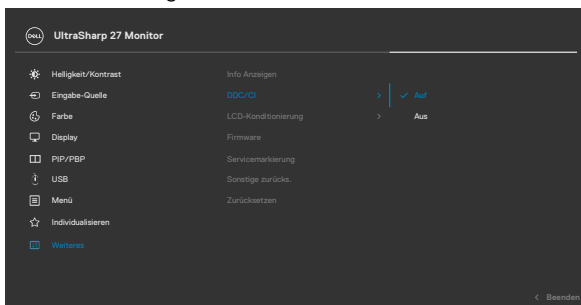 DELL
UltraSharp 27 Monitor
Helligkeit/Kontrast
Eingabe-Quelle
Farbe
Display
PIP/PBP
USB
Menü
Individualisieren
Weiteres
Info Anzeigen
DDC/CI
LCD-Konditionierung
Firmware
Servicemarkierung
Sonstige zurücks.
Zurücksetzen
Auf
Aus
Beenden